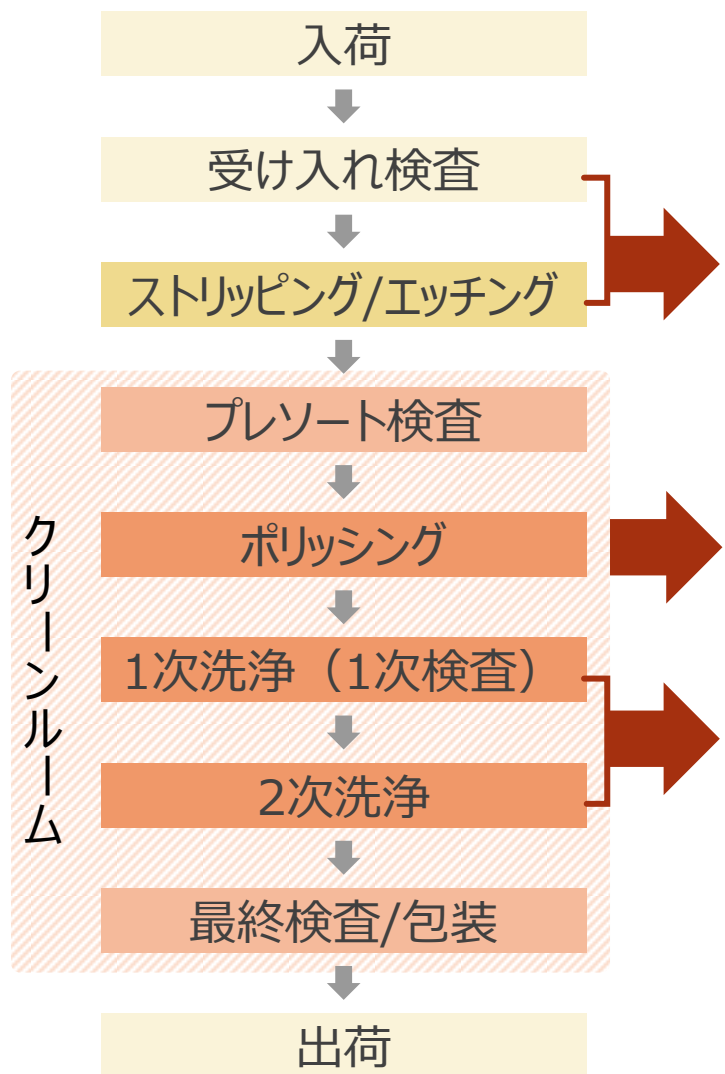 入荷
受け入れ検査
ストリッピング/エッチング
プレソート検査
クリーンルーム
ポリッシング
1次洗浄（1次検査）
2次洗浄
最終検査/包装
出荷